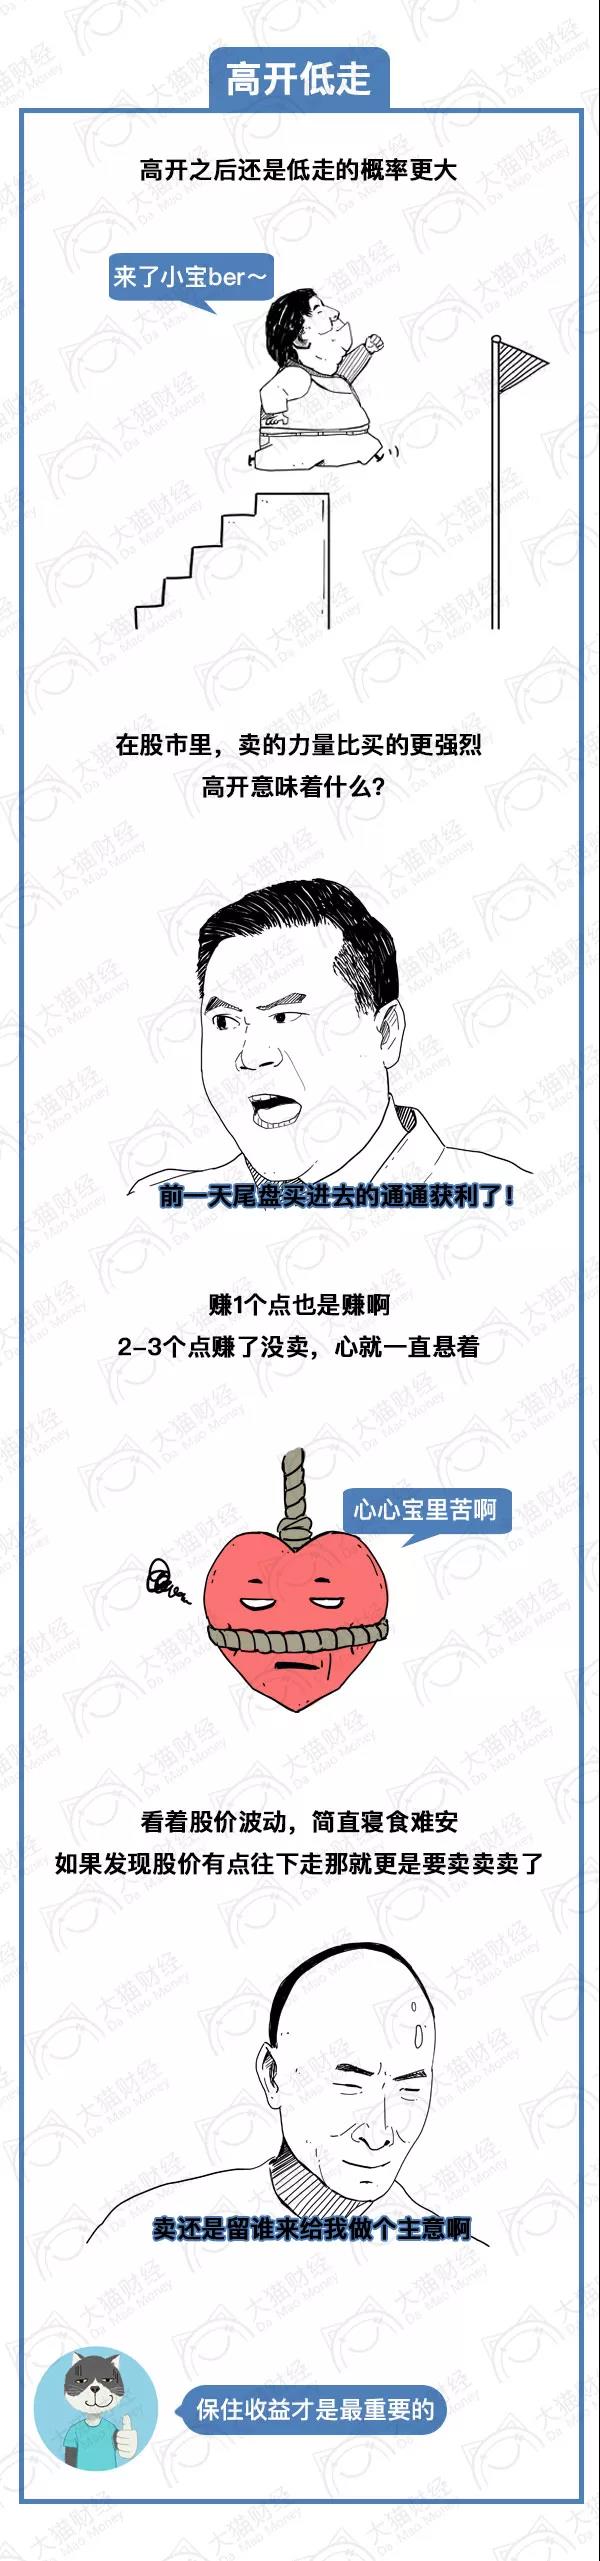 高开低走
高开之后还是低走的概率更大
来了小宝ber～
在股市里，卖的力量比买的更强烈
高开意味着什么？
前一天尾盘买进去的通通获利了！
赚1个点也是赚啊
2-3个点赚了没卖，心就一直悬着
心心宝里苦啊
看着股价波动，简直寝食难安
如果发现股价有点往下走那就更是要卖卖卖了
卖还是留谁来给我做个主意啊
保住收益才是最重要的
大猫财经
Da Mao Money